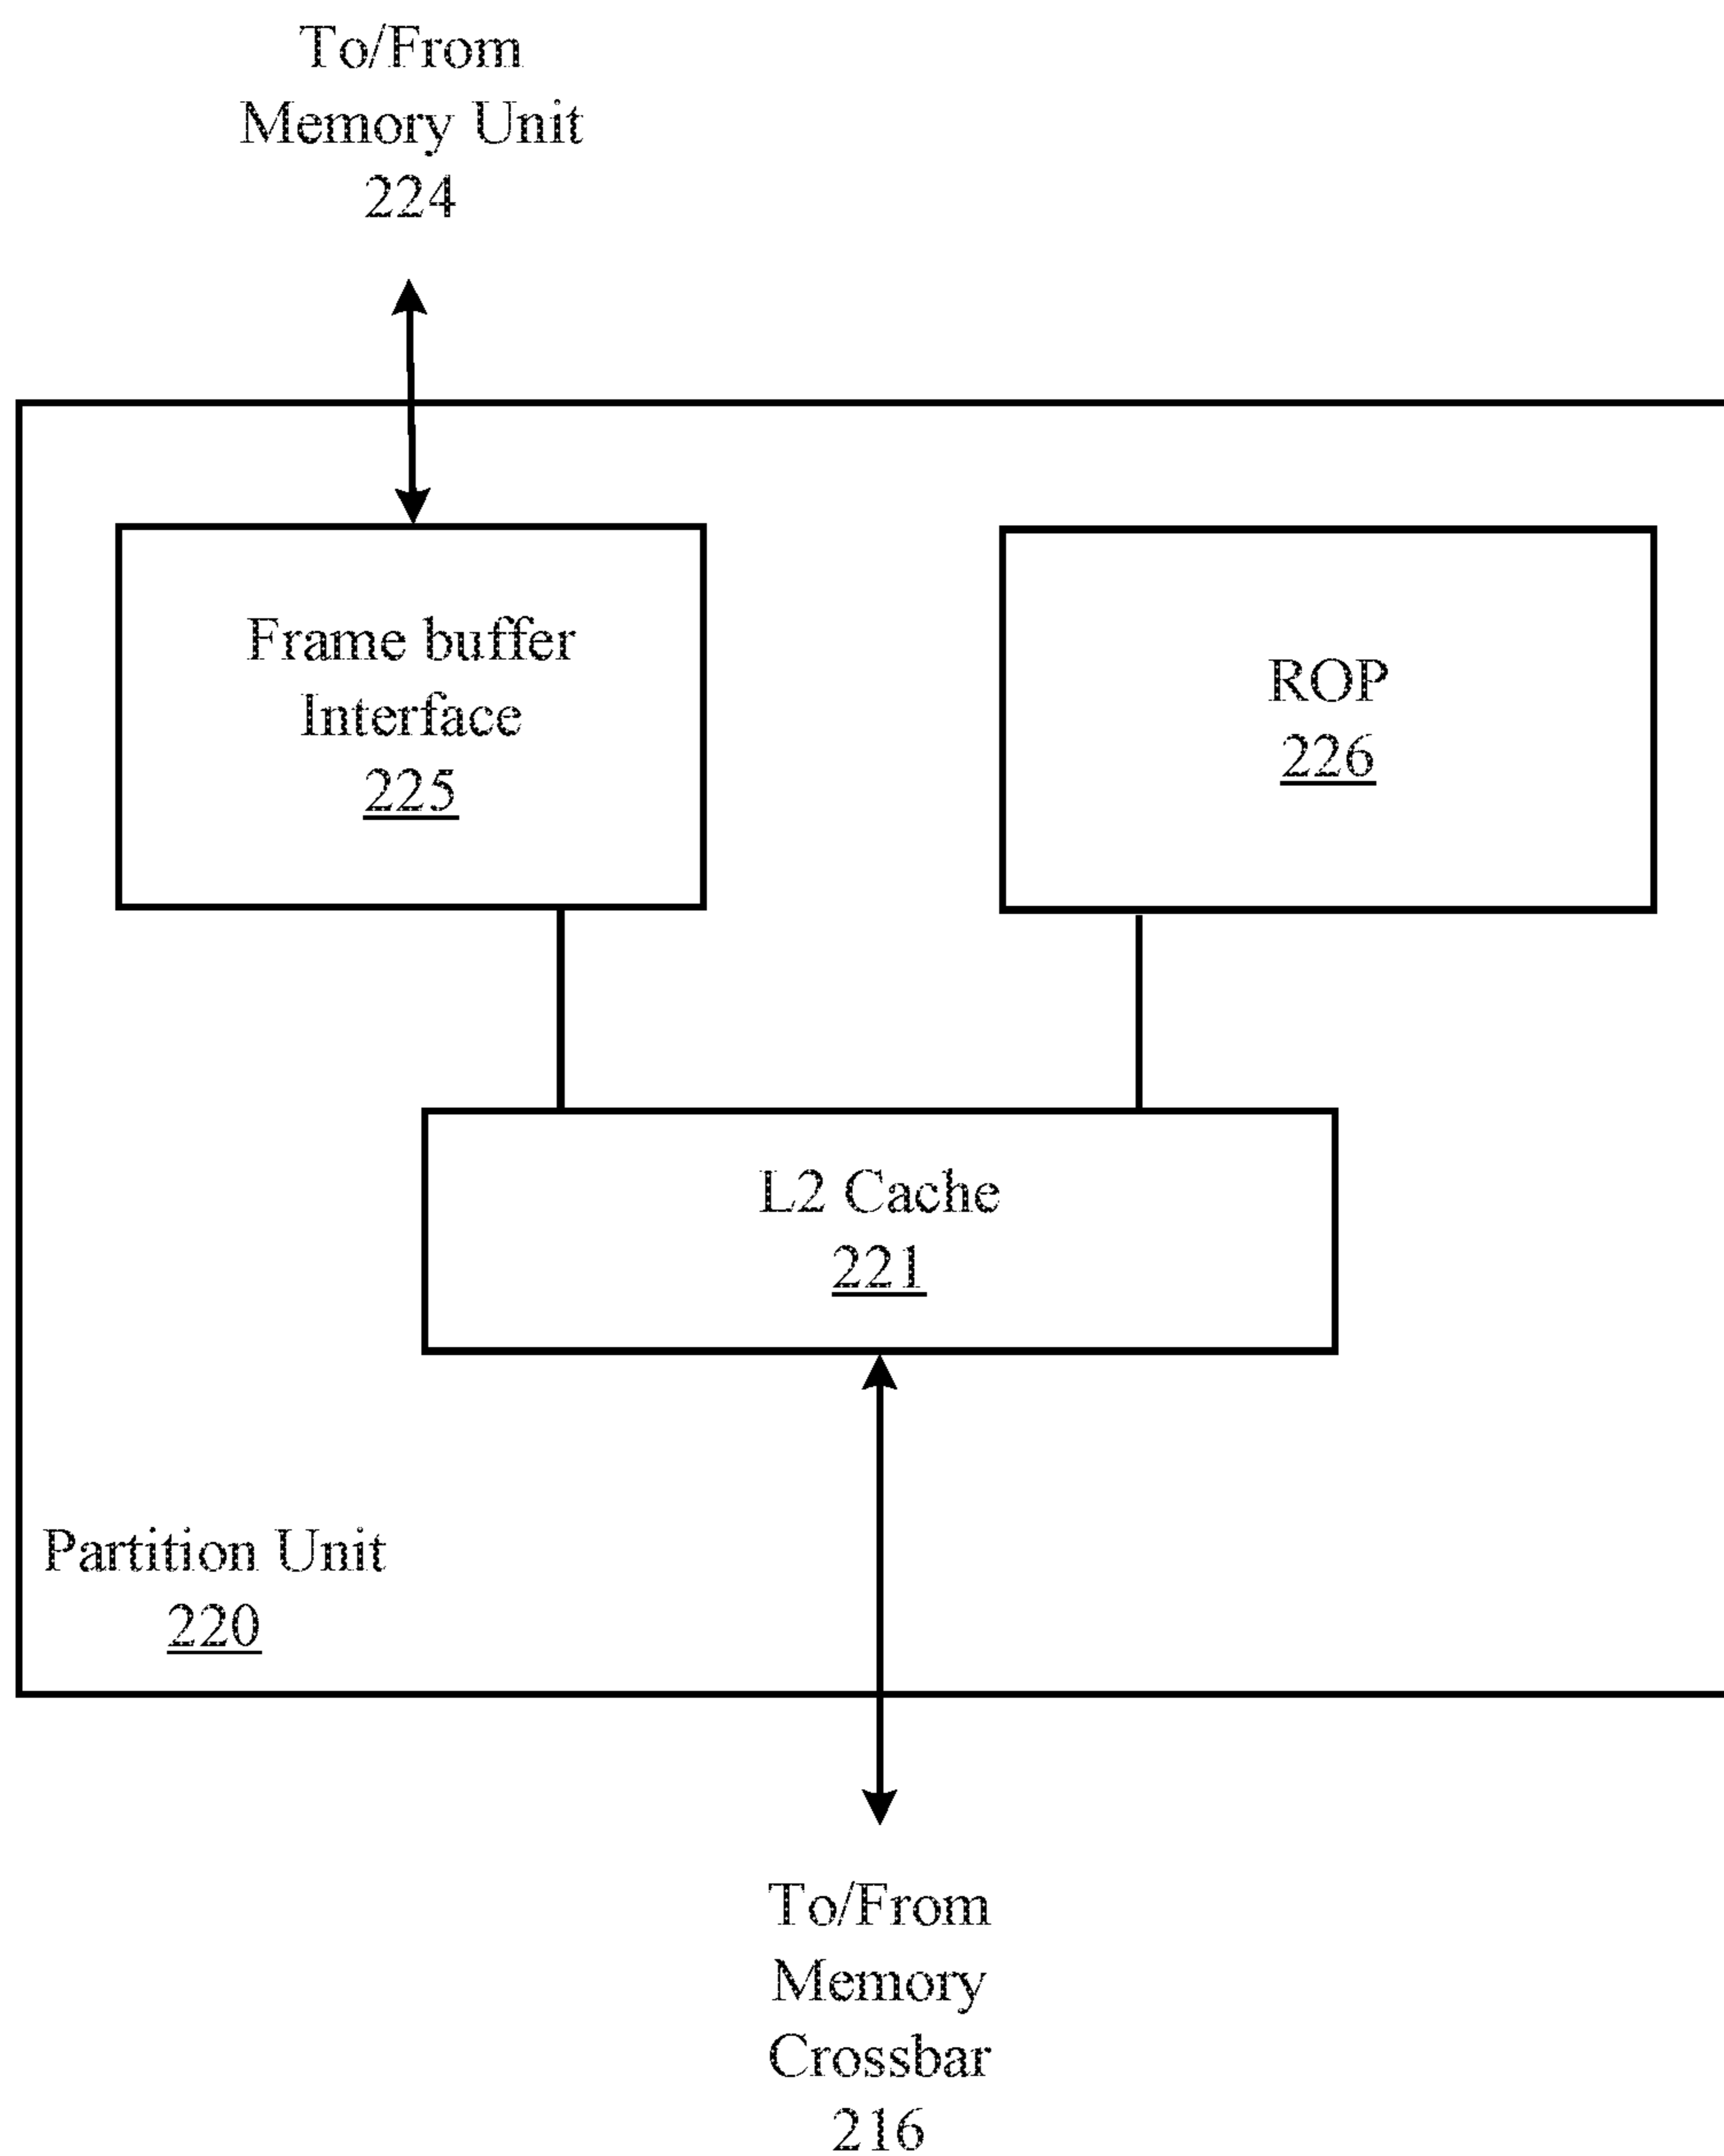 To/From
Memory Unit
224
Frame buffer
Interface
225
ROP
226
L2 Cache
221
Partition Unit
220
To/From
Memory
Crossbar
216